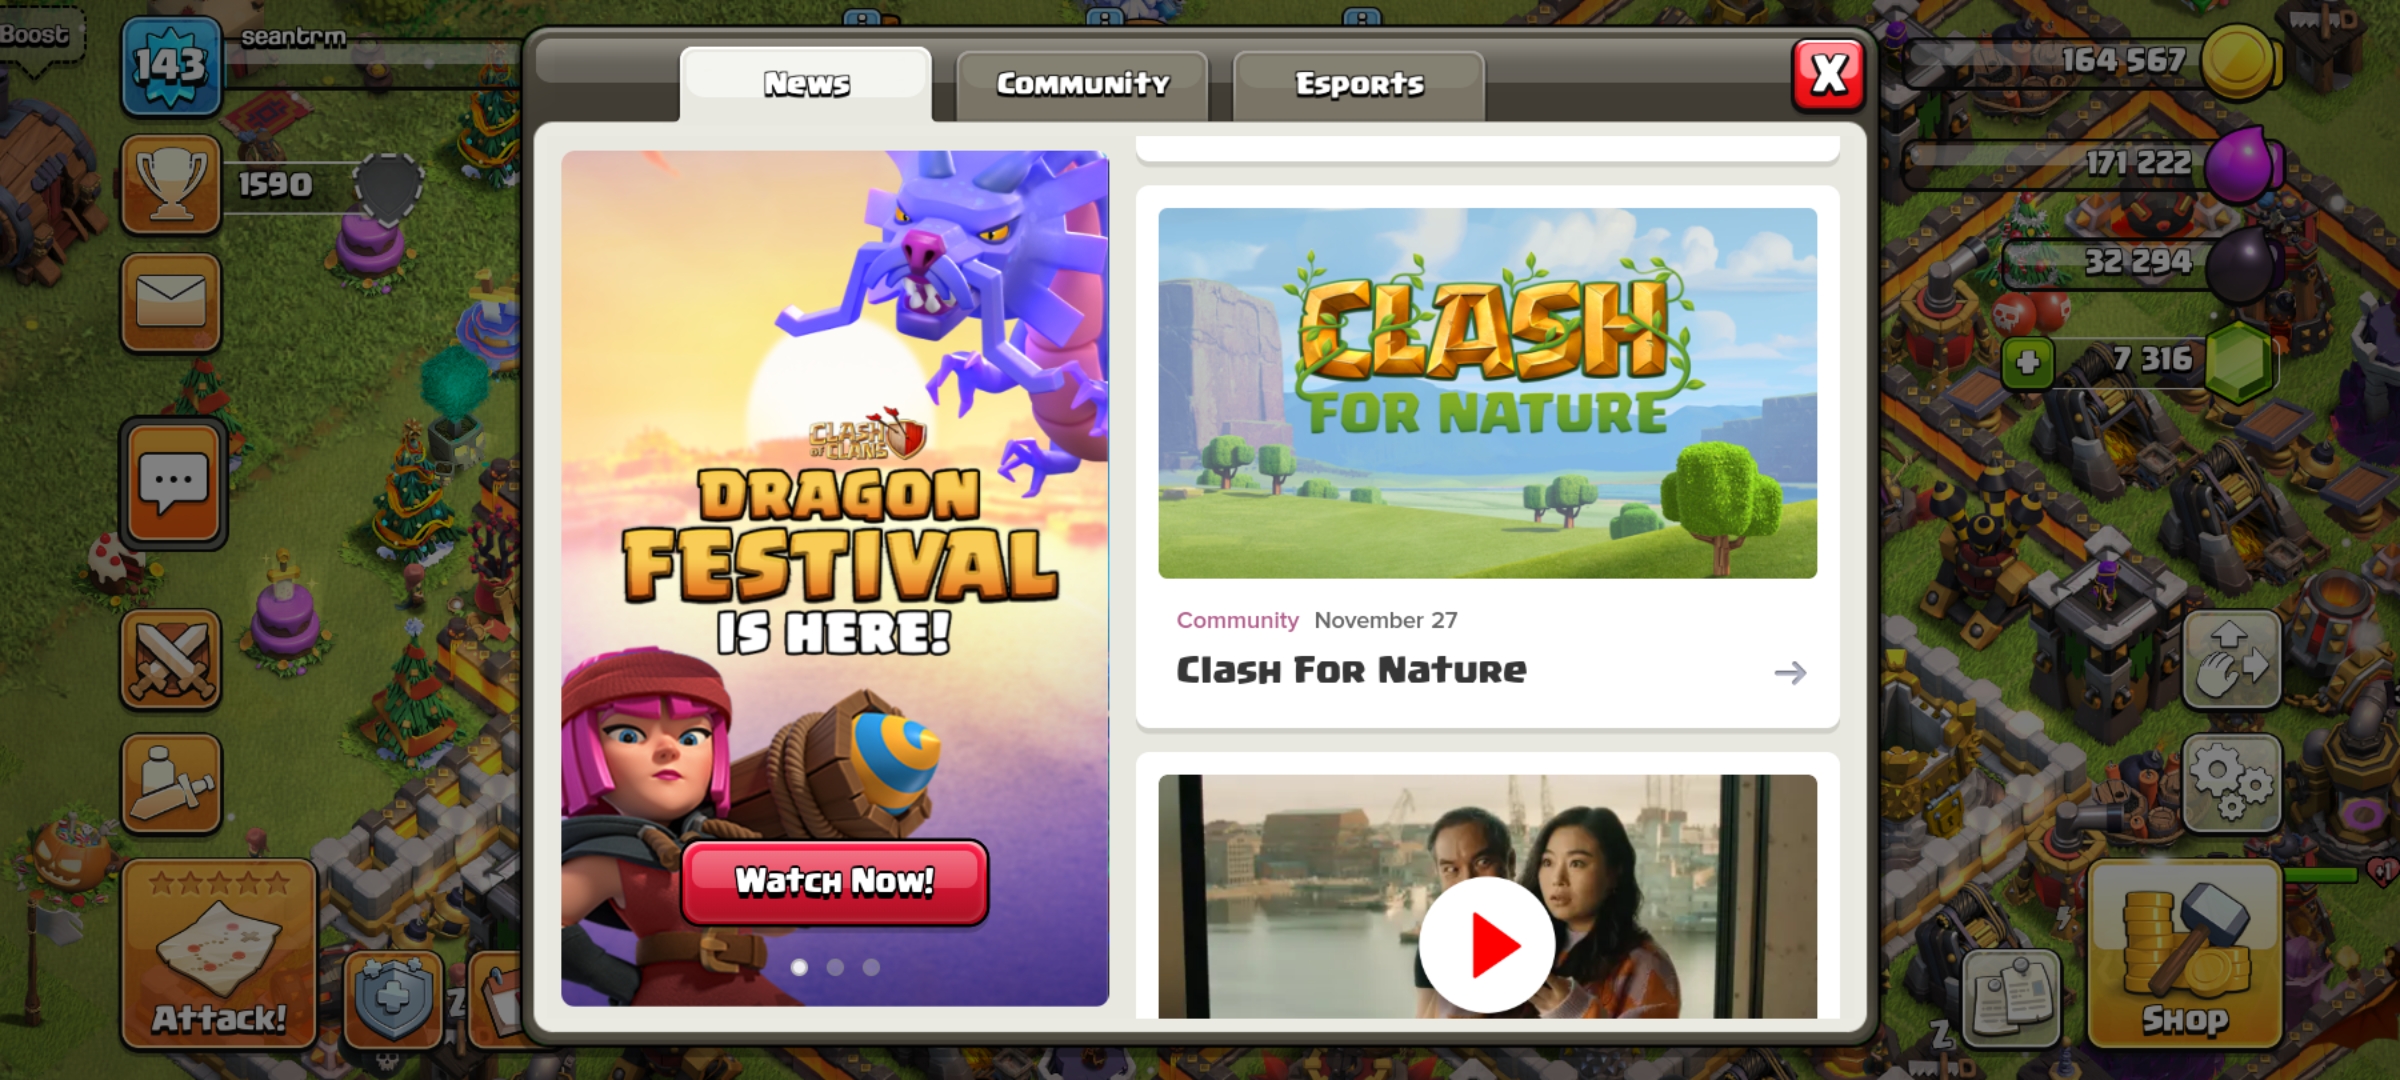 Boost
143
seantrm
1590
News
Community
Esports
X
164 567
171 222
32 294
7 316
CLASH
OF CLANS
DRAGON
FESTIVAL
IS HERE!
Watch Now!
CLASH
FOR NATURE
Community November 27
Clash For Nature
Attack!
Z
+1
Z
Shop